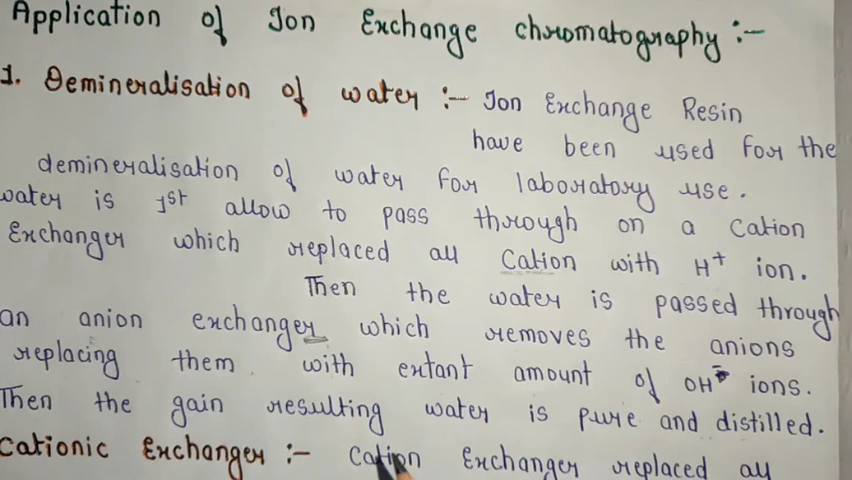 Application of Ion Exchange chromatography :-
1. Demineralisation of water :- Ion Exchange Resin
have been used for the
demineralisation of water for laboratory use.
water is 1st allow to pass through on a Cation
Exchanger which replaced all Cation with H+ ion.
Then the water is passed through
an anion exchanger which removes the anions
replacing them with extant amount of OH- ions.
Then the gain resulting water is pure and distilled.
Cationic Exchanger :- Cation Exchanger replaced all